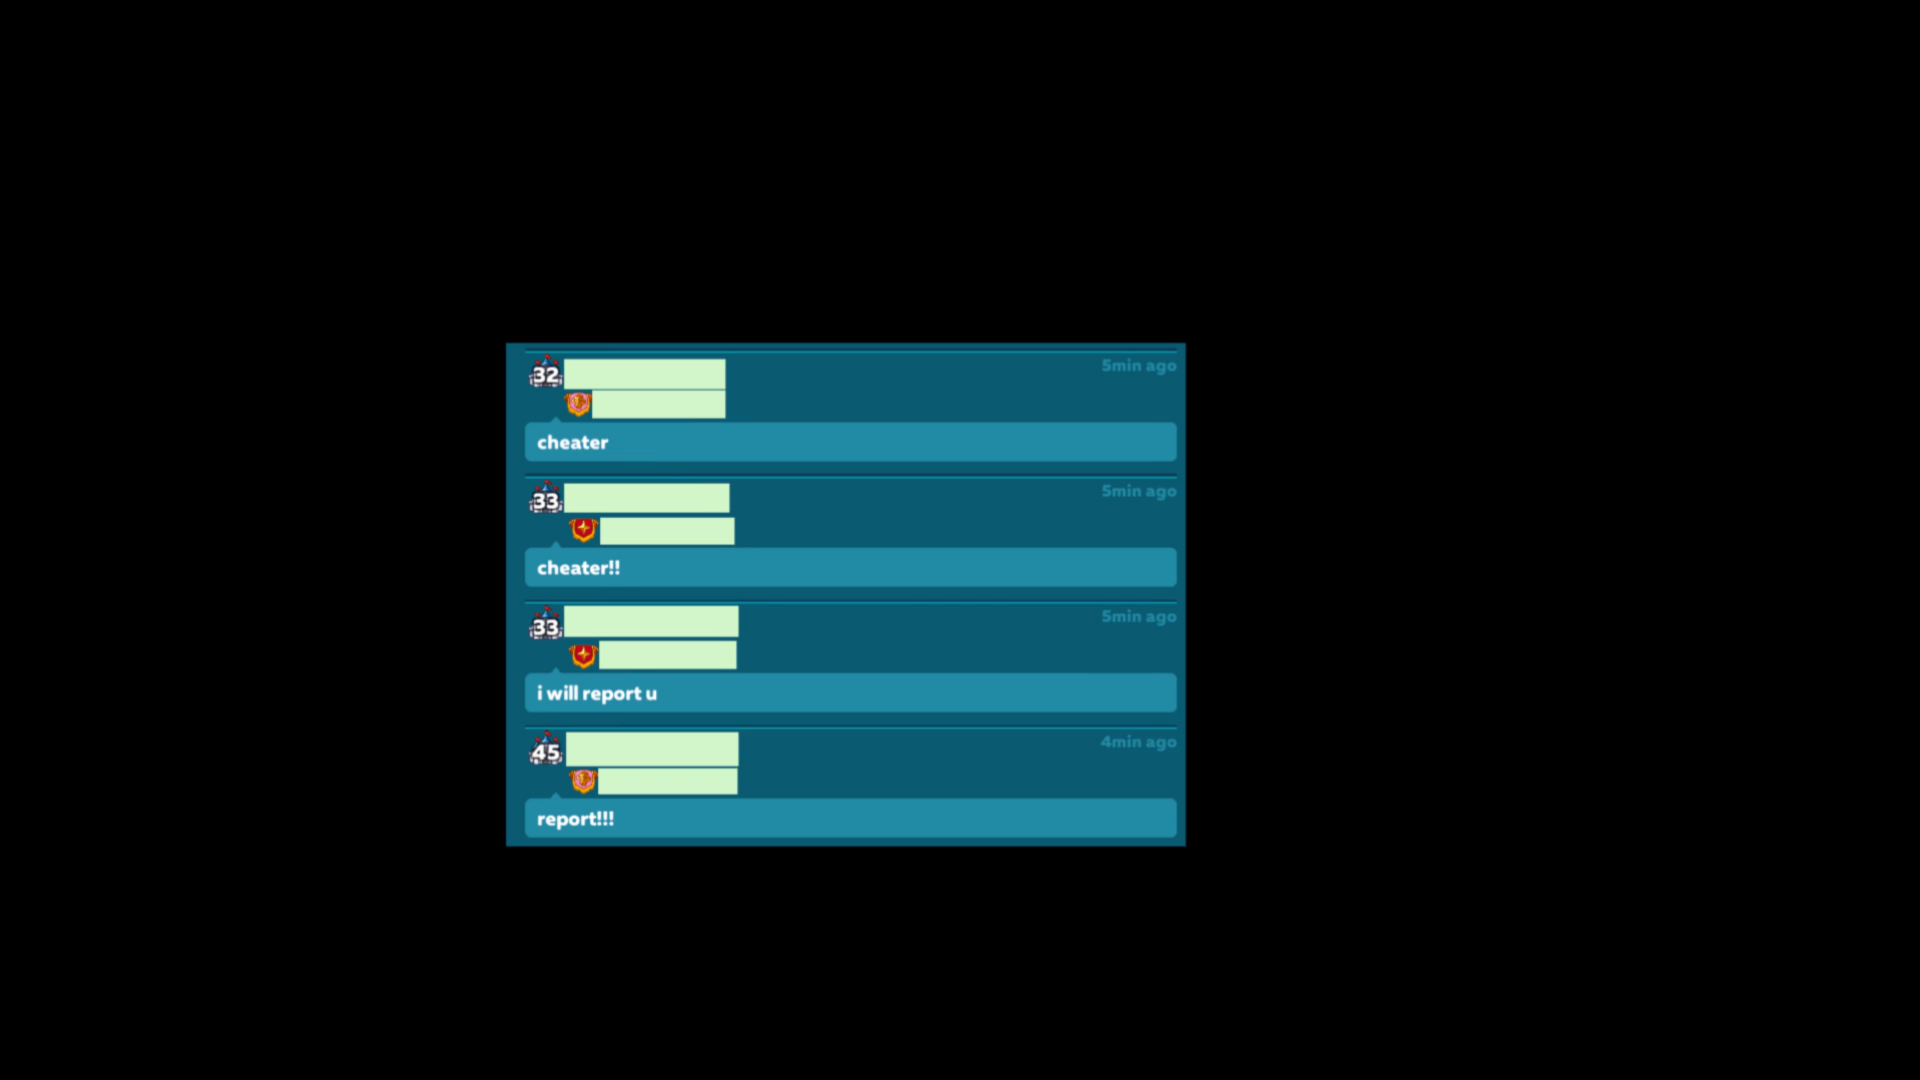 32
5min ago
cheater
33
5min ago
cheater!!
33
5min ago
i will report u
45
4min ago
report!!!